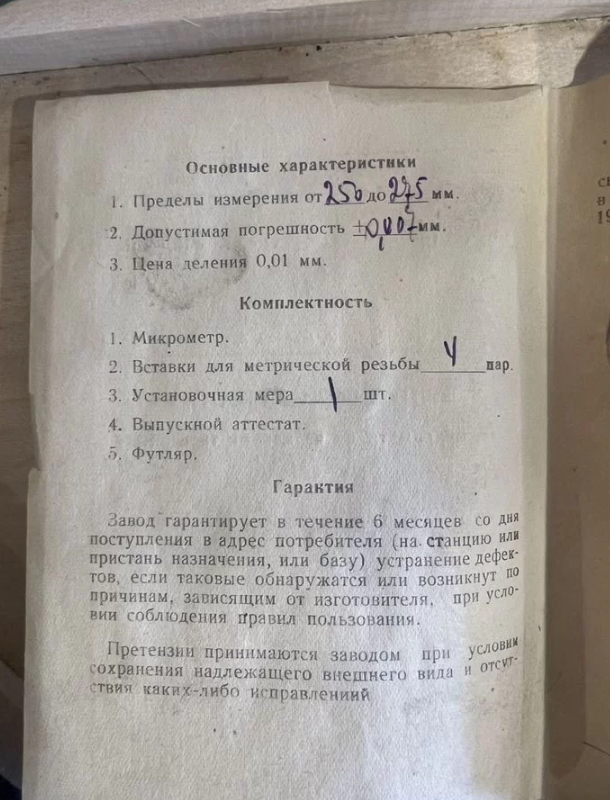 Основные характеристики
1. Пределы измерения от 250 до 275 мм.
2. Допустимая погрешность ±0,007 мм.
3. Цена деления 0,01 мм.
Комплектность
1. Микрометр.
2. Вставки для метрической резьбы 4 пар.
3. Установочная мера 1 шт.
4. Выпускной аттестат.
5. Футляр.
Гарактия
Завод гарантирует в течение 6 месяцев со дня
поступления в адрес потребителя (на станцию или
пристань назначения, или базу) устранение дефек-
тов, если таковые обнаружатся или возникнут по
причинам, зависящим от изготовителя, при усло-
вии соблюдения правил пользования.
Претензии принимаются заводом при условии
сохранения надлежащего внешнего вида и отсут-
ствия каких-либо исправлениий